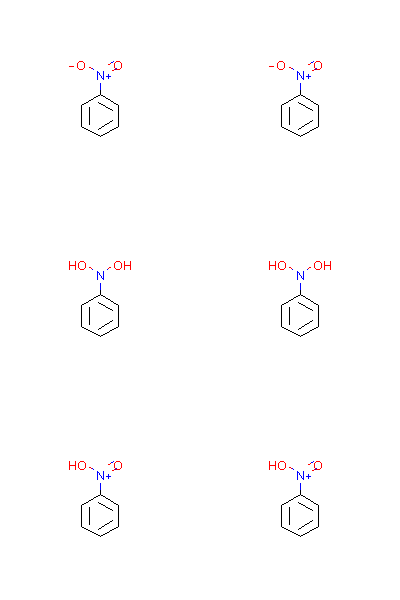 -O O -O O
N+ N+
HO OH HO OH
N N
HO O HO O
N+ N+